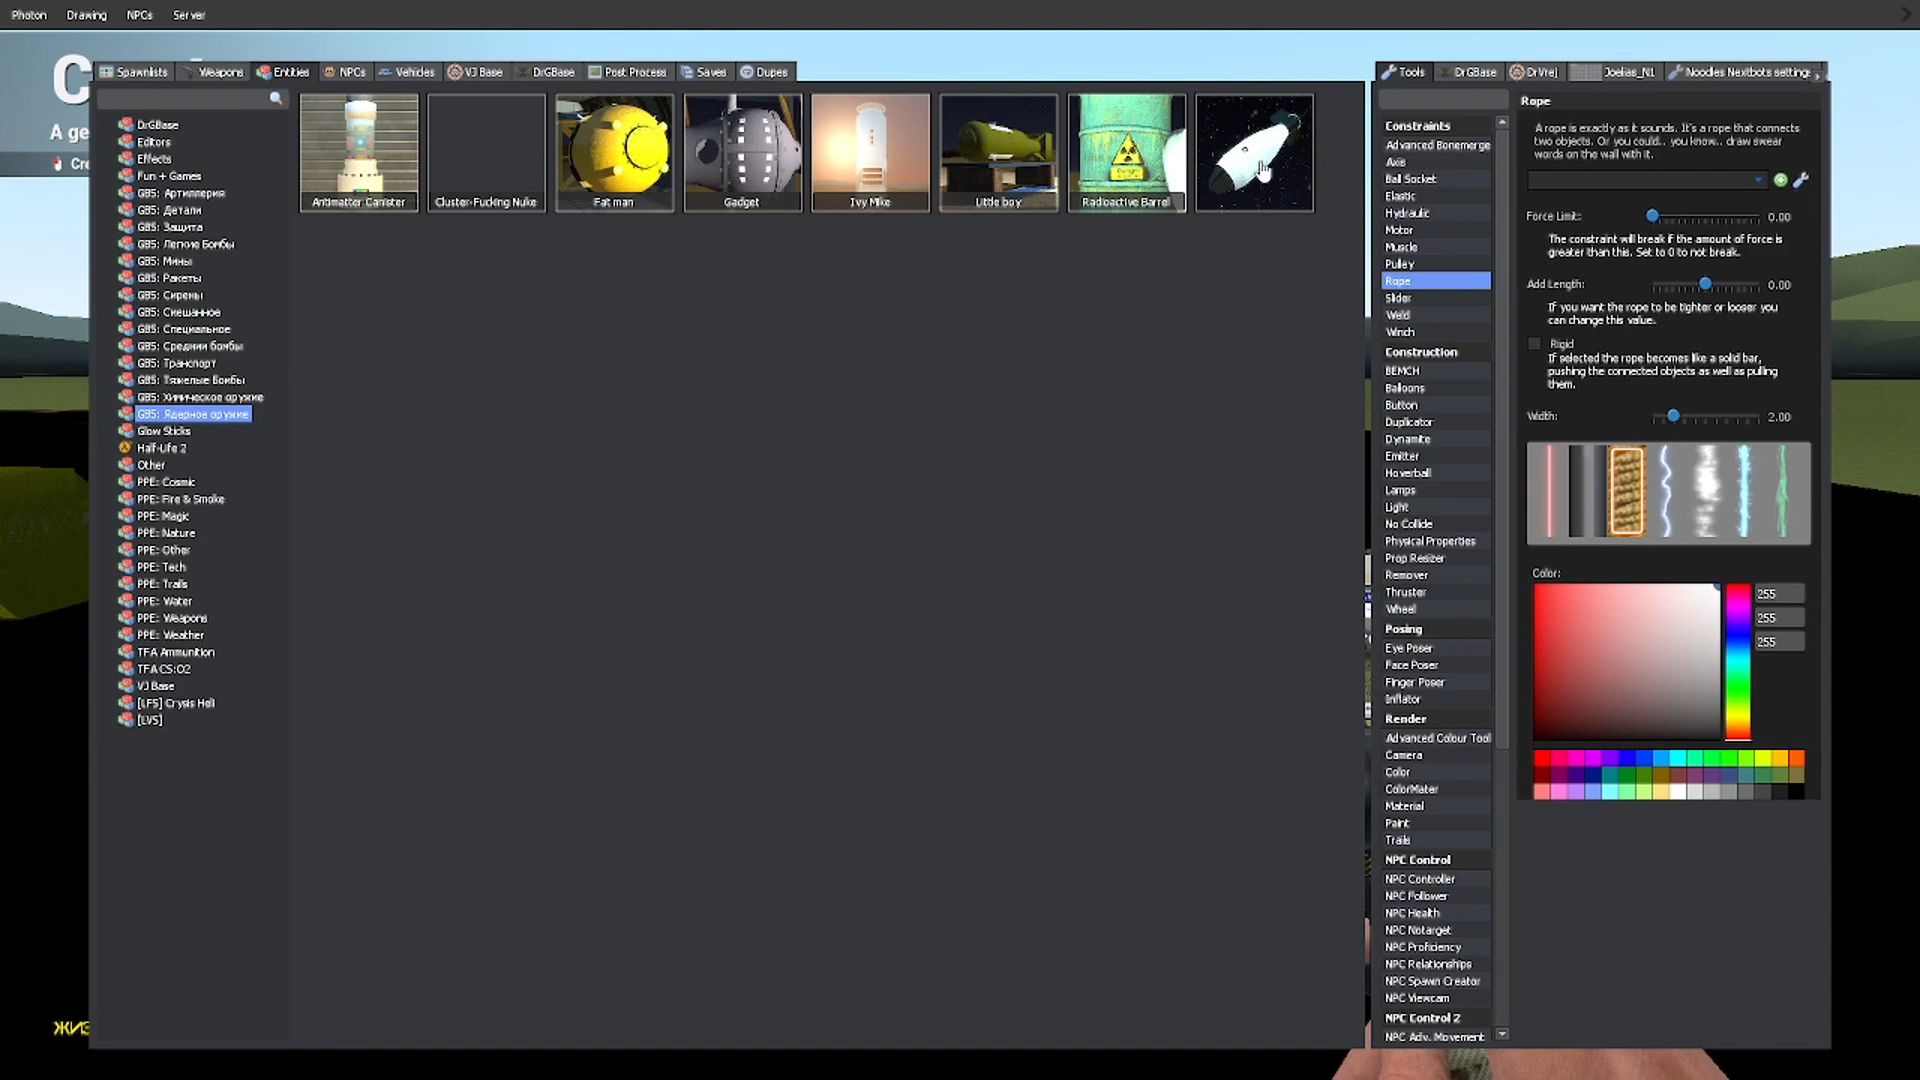 Photon Drawing NPCs Server
C
A ge
Cre
Spawnlists Weapons Entities NPCs Vehicles VJ Base DrGBase Post Process Saves Dupes
DrGBase
Editors
Effects
Fun + Games
GB5: Артиллерия
GB5: Детали
GB5: Защита
GB5: Легкие Бомбы
GB5: Мины
GB5: Ракеты
GB5: Сирены
GB5: Смешанное
GB5: Специальное
GB5: Среднии бомбы
GB5: Транспорт
GB5: Тяжелые Бомбы
GB5: Химическое оружие
GB5: Ядерное оружие
Glow Sticks
Half-Life 2
Other
PPE: Cosmic
PPE: Fire & Smoke
PPE: Magic
PPE: Nature
PPE: Other
PPE: Tech
PPE: Trails
PPE: Water
PPE: Weapons
PPE: Weather
TFA Ammunition
TFA CS:O2
VJ Base
[LFS] Crysis Heli
[LVS]
Antimatter Canister
Cluster-Fucking Nuke
Fat man
Gadget
Ivy Mike
Little boy
Radioactive Barrel
Tools DrGBase DrVrej Joelias_N1 Noodles Nextbots settings
Constraints
Advanced Bonemerge
Axis
Ball Socket
Elastic
Hydraulic
Motor
Muscle
Pulley
Rope
Slider
Weld
Winch
Construction
BEMCH
Balloons
Button
Duplicator
Dynamite
Emitter
Hoverball
Lamps
Light
No Collide
Physical Properties
Prop Resizer
Remover
Thruster
Wheel
Posing
Eye Poser
Face Poser
Finger Poser
Inflator
Render
Advanced Colour Tool
Camera
Color
ColorMater
Material
Paint
Trails
NPC Control
NPC Controller
NPC Follower
NPC Health
NPC Notarget
NPC Proficiency
NPC Relationships
NPC Spawn Creator
NPC Viewcam
NPC Control 2
NPC Adv. Movement
Rope
A rope is exactly as it sounds. It's a rope that connects
two objects. Or you could.. you know.. draw swear
words on the wall with it.
Force Limit: 0.00
The constraint will break if the amount of force is
greater than this. Set to 0 to not break.
Add Length: 0.00
If you want the rope to be tighter or looser you
can change this value.
Rigid
If selected the rope becomes like a solid bar,
pushing the connected objects as well as pulling
them.
Width: 2.00
Color:
255
255
255
ЖИЗ